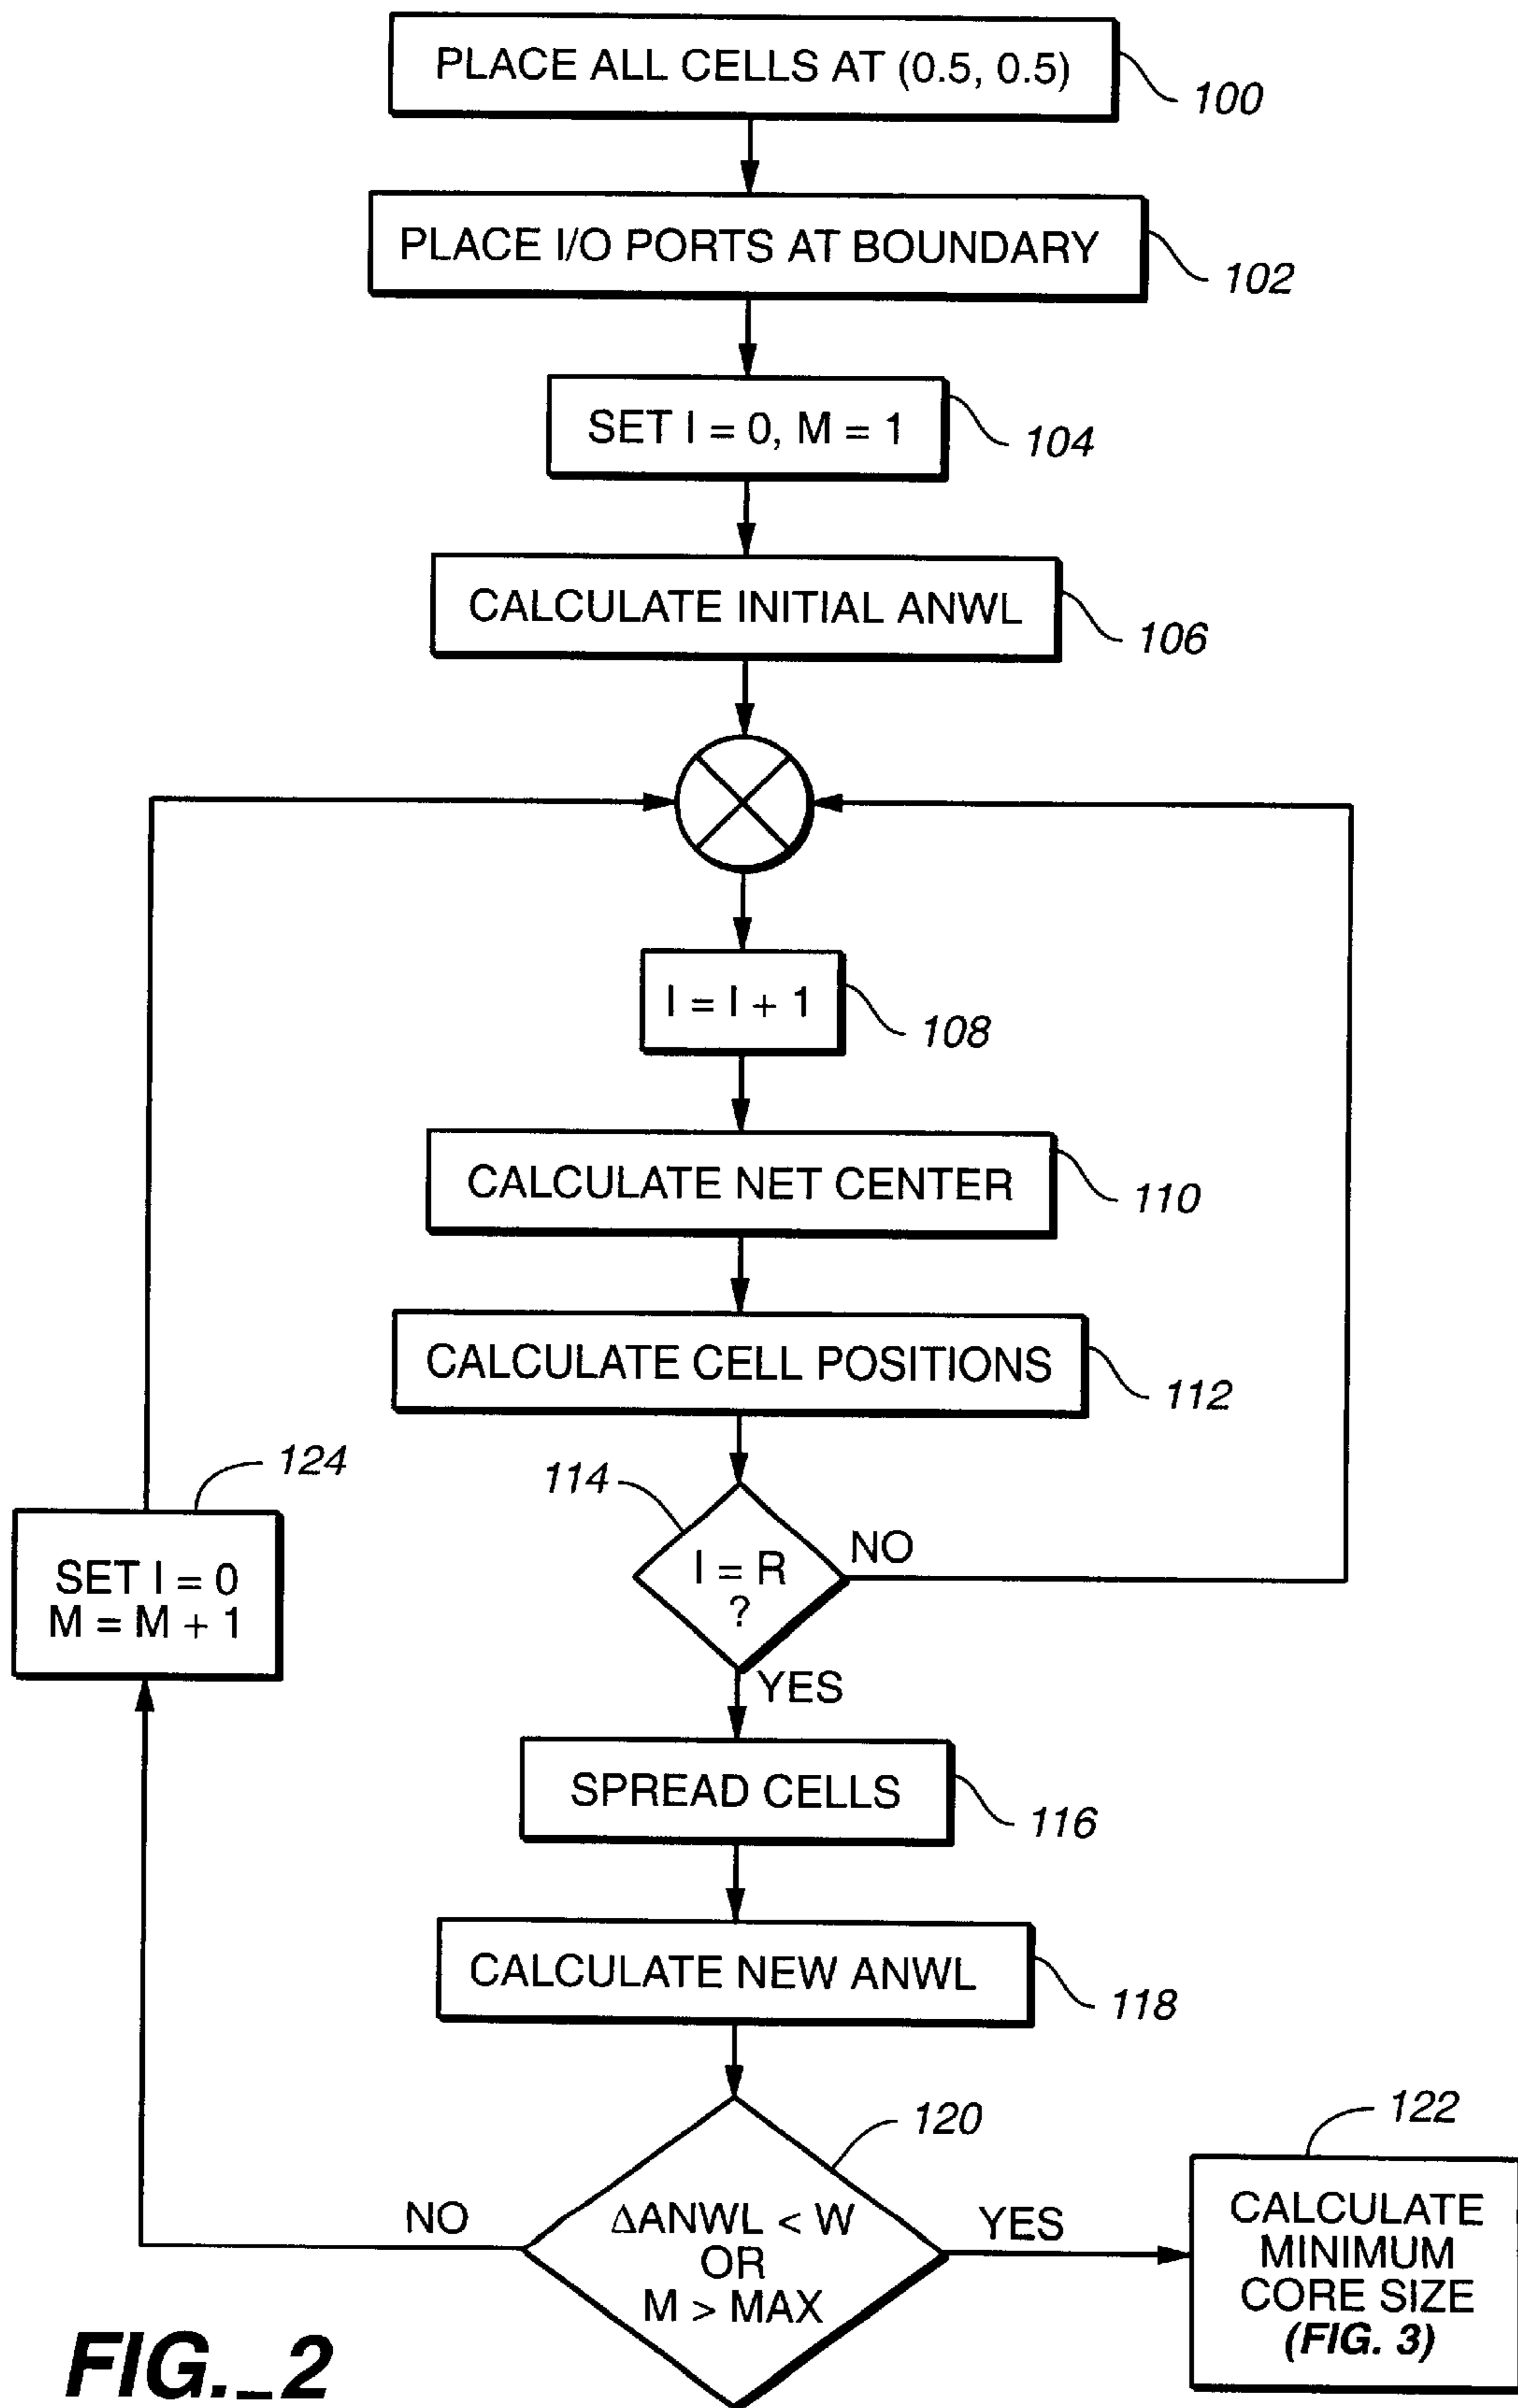 PLACE ALL CELLS AT (0.5, 0.5)
100
PLACE I/O PORTS AT BOUNDARY
102
SET I = 0, M = 1
104
CALCULATE INITIAL ANWL
106
I = I + 1
108
CALCULATE NET CENTER
110
CALCULATE CELL POSITIONS
112
124
114
SET I = 0
M = M + 1
I = R
?
NO
YES
SPREAD CELLS
116
CALCULATE NEW ANWL
118
120
122
NO
ΔANWL < W
OR
M > MAX
YES
CALCULATE
MINIMUM
CORE SIZE
(FIG. 3)
FIG._2